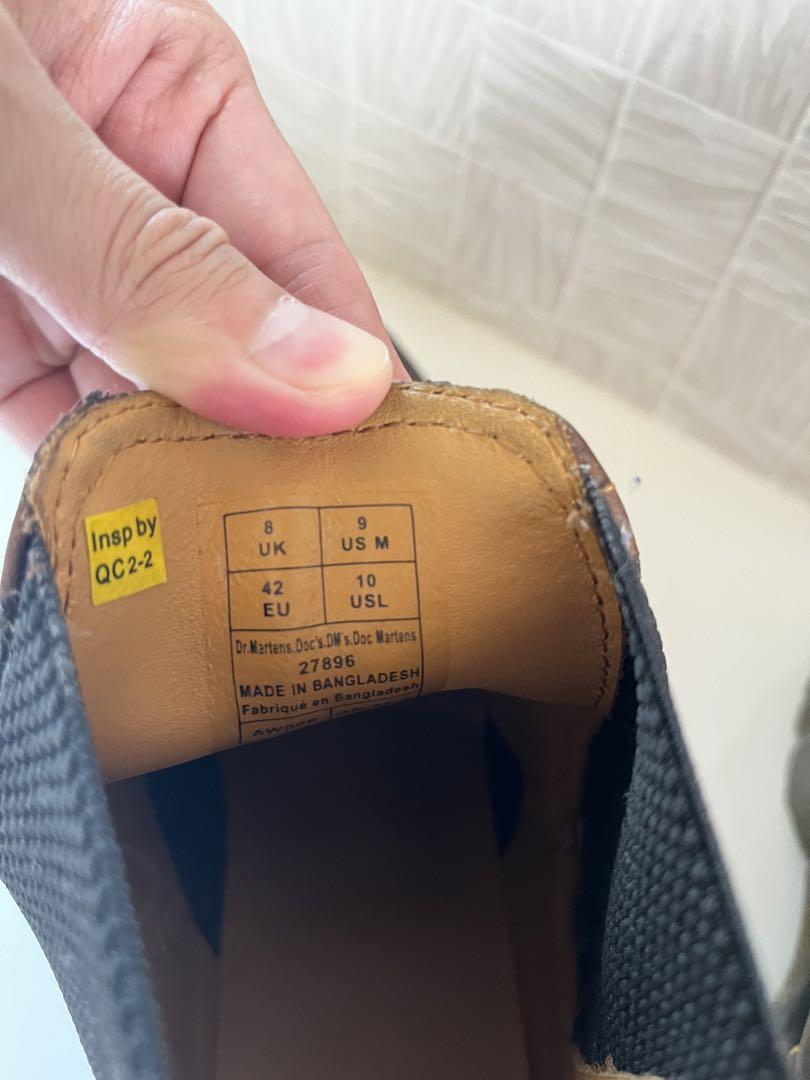 Insp by
QC2-2
8
UK
9
US M
42
EU
10
USL
Dr.Martens.Doc's.DM's.Doc Martens
27896
MADE IN BANGLADESH
Fabriqué en Bangladesh